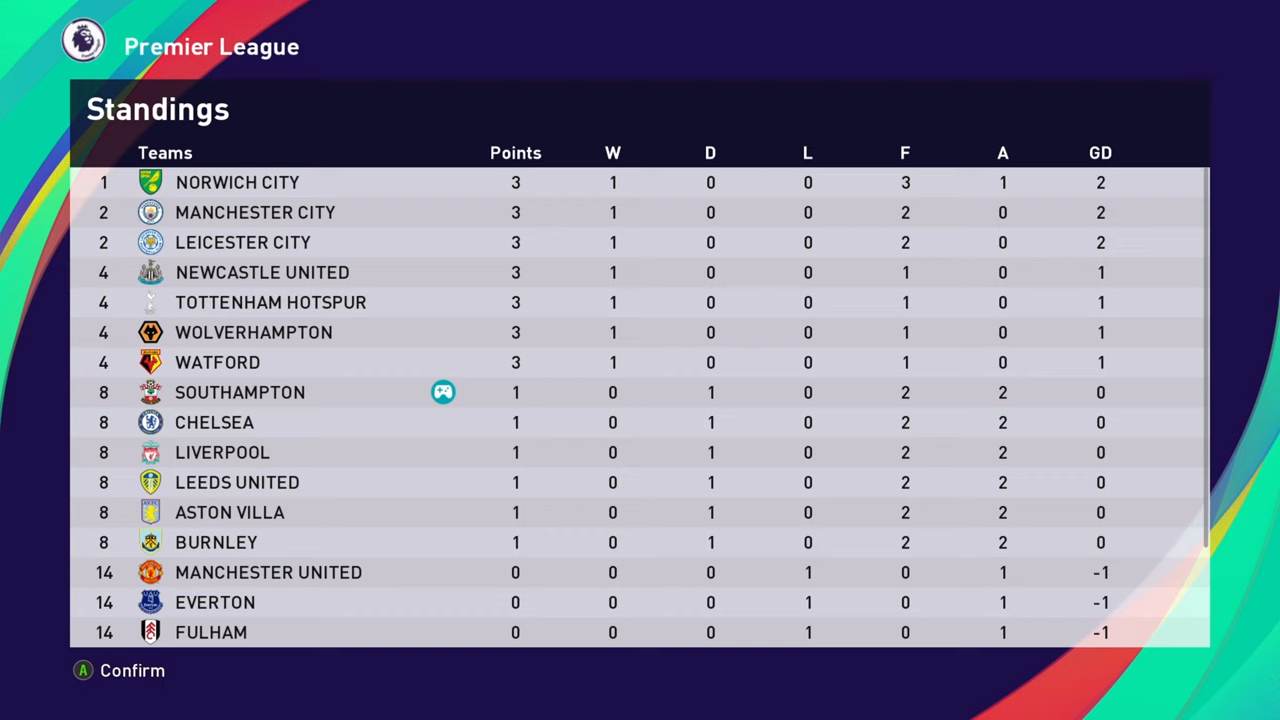 Premier League
Standings
Teams Points W D L F A GD
1 NORWICH CITY 3 1 0 0 3 1 2
2 MANCHESTER CITY 3 1 0 0 2 0 2
2 LEICESTER CITY 3 1 0 0 2 0 2
4 NEWCASTLE UNITED 3 1 0 0 1 0 1
4 TOTTENHAM HOTSPUR 3 1 0 0 1 0 1
4 WOLVERHAMPTON 3 1 0 0 1 0 1
4 WATFORD 3 1 0 0 1 0 1
8 SOUTHAMPTON 1 0 1 0 2 2 0
8 CHELSEA 1 0 1 0 2 2 0
8 LIVERPOOL 1 0 1 0 2 2 0
8 LEEDS UNITED 1 0 1 0 2 2 0
8 ASTON VILLA 1 0 1 0 2 2 0
8 BURNLEY 1 0 1 0 2 2 0
14 MANCHESTER UNITED 0 0 0 1 0 1 -1
14 EVERTON 0 0 0 1 0 1 -1
14 FULHAM 0 0 0 1 0 1 -1
A Confirm